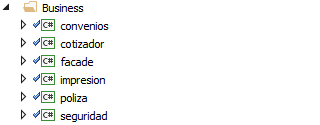 Business
C# convenios
C# cotizador
C# facade
C# impresion
C# poliza
C# seguridad